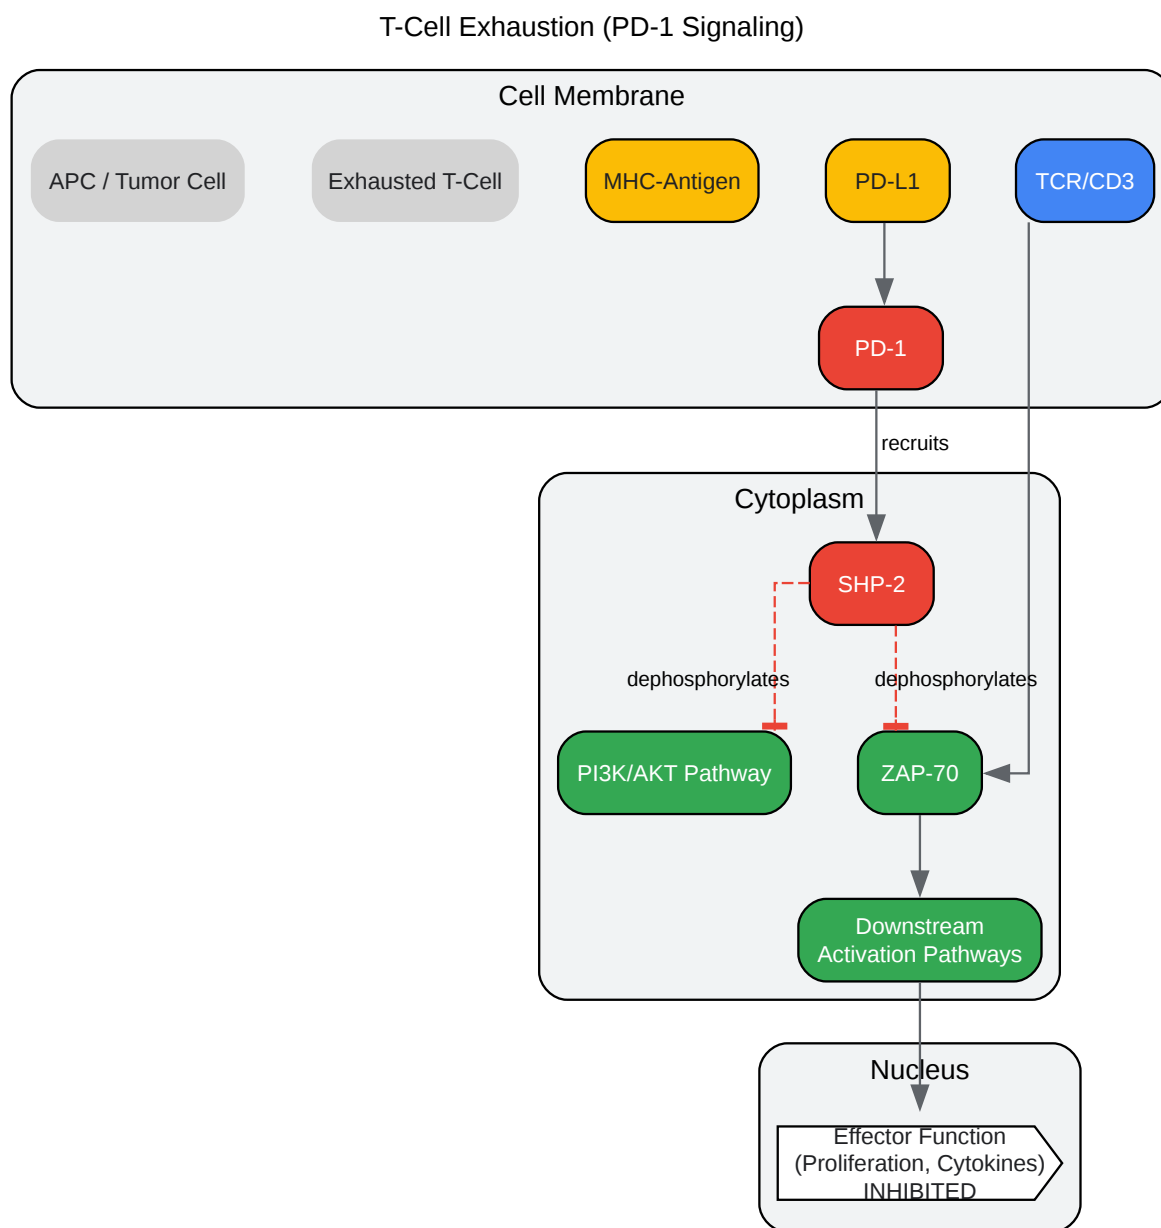 T-Cell Exhaustion (PD-1 Signaling)
Cell Membrane
APC / Tumor Cell
Exhausted T-Cell
MHC-Antigen
PD-L1
TCR/CD3
PD-1
recruits
Cytoplasm
SHP-2
dephosphorylates
dephosphorylates
PI3K/AKT Pathway
ZAP-70
Downstream
Activation Pathways
Nucleus
Effector Function
(Proliferation, Cytokines)
INHIBITED